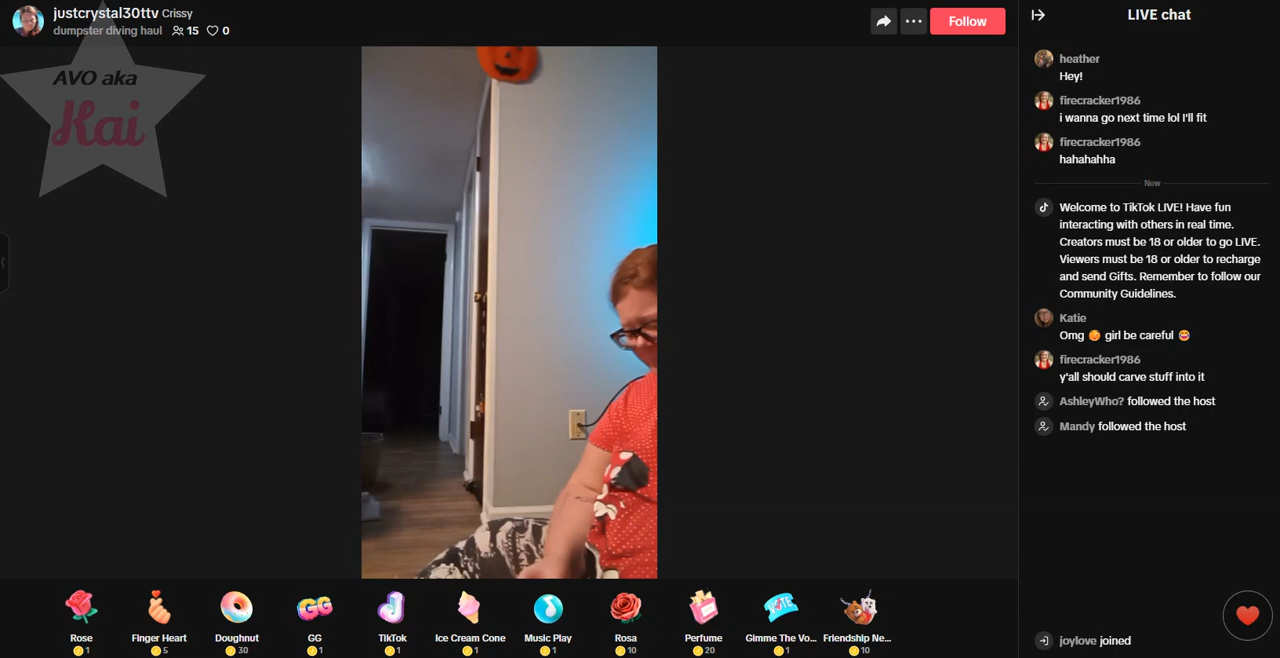 justcrystal30ttv Crissy
dumpster diving haul 15 0
Follow
AVO aka
Kai
LIVE chat
heather
Hey!
firecracker1986
i wanna go next time lol I'll fit
firecracker1986
hahahahha
Now
Welcome to TikTok LIVE! Have fun
interacting with others in real time.
Creators must be 18 or older to go LIVE.
Viewers must be 18 or older to recharge
and send Gifts. Remember to follow our
Community Guidelines.
Katie
Omg 🤭 girl be careful 😅
firecracker1986
y'all should carve stuff into it
AshleyWho? followed the host
Mandy followed the host
joylove joined
GG
Rose Finger Heart Doughnut GG TikTok Ice Cream Cone Music Play Rosa Perfume Gimme The Vo... Friendship Ne...
1 5 30 1 1 1 1 10 20 1 10